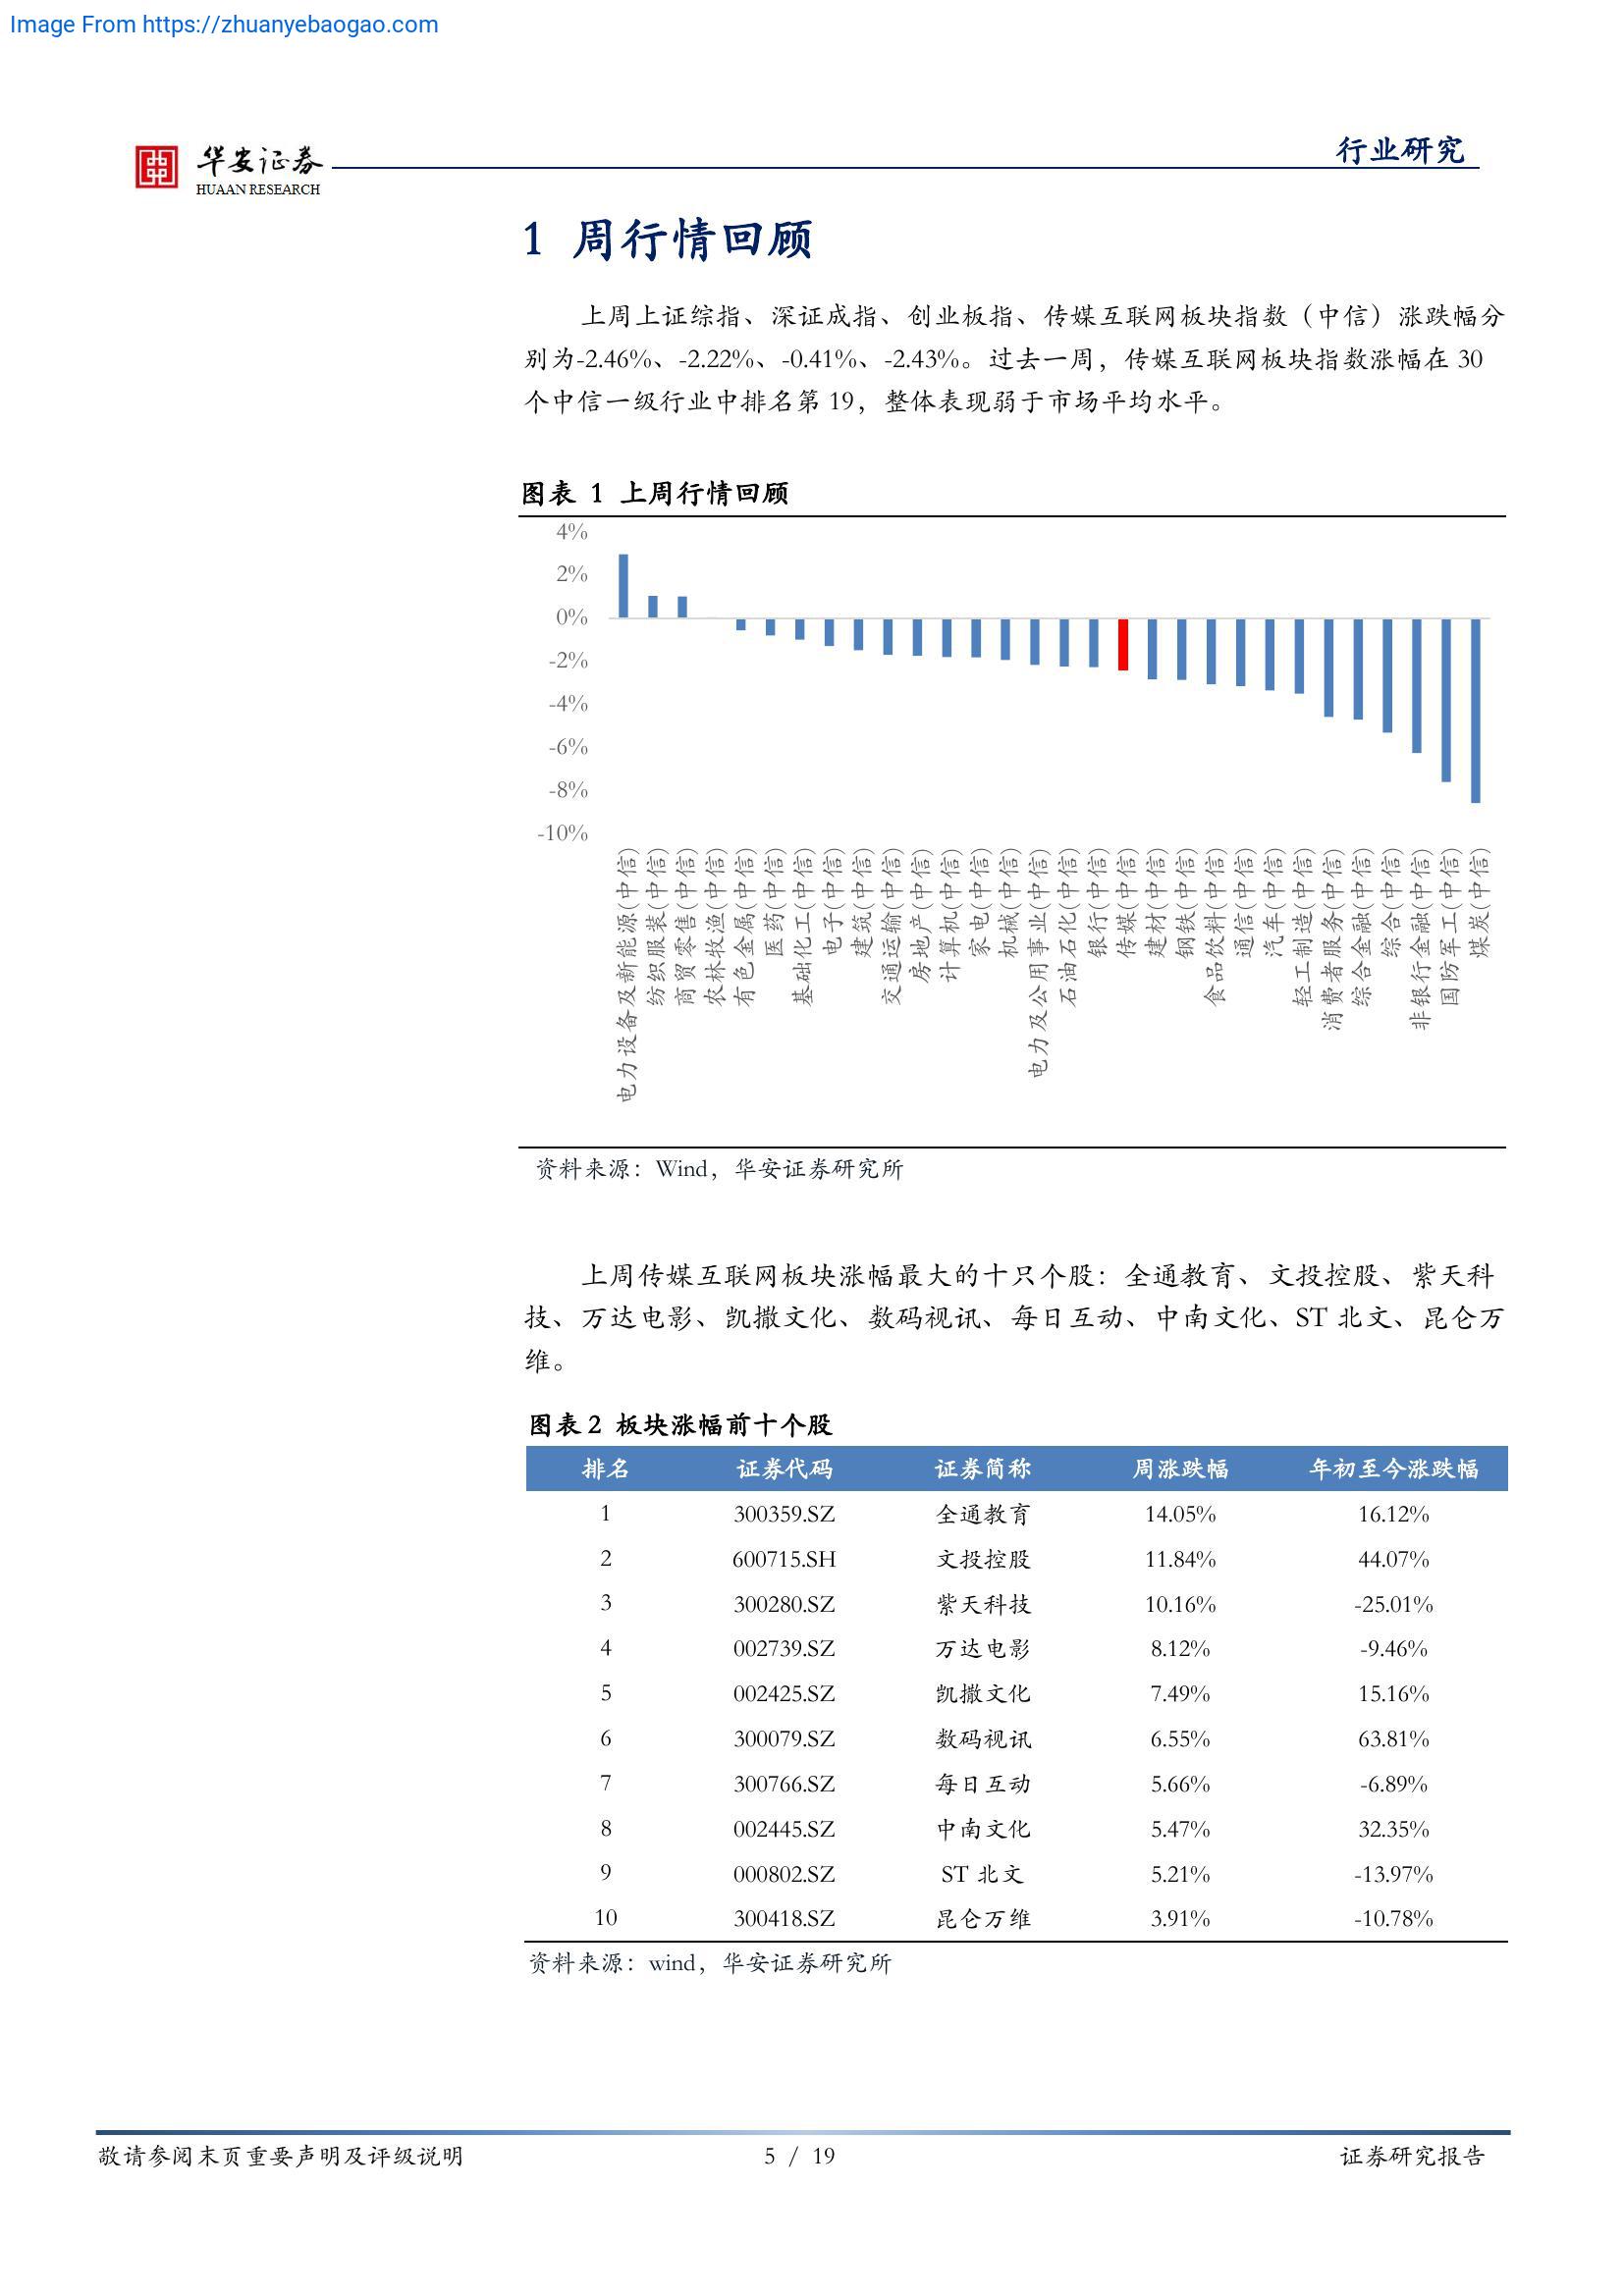 Image From https://zhuanyebaogao.com
华安证券
HUAAN RESEARCH
行业研究
1 周行情回顾
上周上证综指、深证成指、创业板指、传媒互联网板块指数（中信）涨跌幅分
别为-2.46%、-2.22%、-0.41%、-2.43%。过去一周，传媒互联网板块指数涨幅在 30
个中信一级行业中排名第 19，整体表现弱于市场平均水平。
图表 1 上周行情回顾
4%
2%
0%
-2%
-4%
-6%
-8%
-10%
电力设备及新能源(中信)
纺织服装(中信)
商贸零售(中信)
农林牧渔(中信)
有色金属(中信)
医药(中信)
基础化工(中信)
电子(中信)
建筑(中信)
交通运输(中信)
房地产(中信)
计算机(中信)
家电(中信)
机械(中信)
电力及公用事业(中信)
石油石化(中信)
银行(中信)
传媒(中信)
建材(中信)
钢铁(中信)
食品饮料(中信)
通信(中信)
汽车(中信)
轻工制造(中信)
消费者服务(中信)
综合金融(中信)
综合(中信)
非银行金融(中信)
国防军工(中信)
煤炭(中信)
资料来源：Wind，华安证券研究所
上周传媒互联网板块涨幅最大的十只个股：全通教育、文投控股、紫天科
技、万达电影、凯撒文化、数码视讯、每日互动、中南文化、ST 北文、昆仑万
维。
图表 2 板块涨幅前十个股
排名 证券代码 证券简称 周涨跌幅 年初至今涨跌幅
1 300359.SZ 全通教育 14.05% 16.12%
2 600715.SH 文投控股 11.84% 44.07%
3 300280.SZ 紫天科技 10.16% -25.01%
4 002739.SZ 万达电影 8.12% -9.46%
5 002425.SZ 凯撒文化 7.49% 15.16%
6 300079.SZ 数码视讯 6.55% 63.81%
7 300766.SZ 每日互动 5.66% -6.89%
8 002445.SZ 中南文化 5.47% 32.35%
9 000802.SZ ST 北文 5.21% -13.97%
10 300418.SZ 昆仑万维 3.91% -10.78%
资料来源：wind，华安证券研究所
敬请参阅末页重要声明及评级说明 5 / 19 证券研究报告